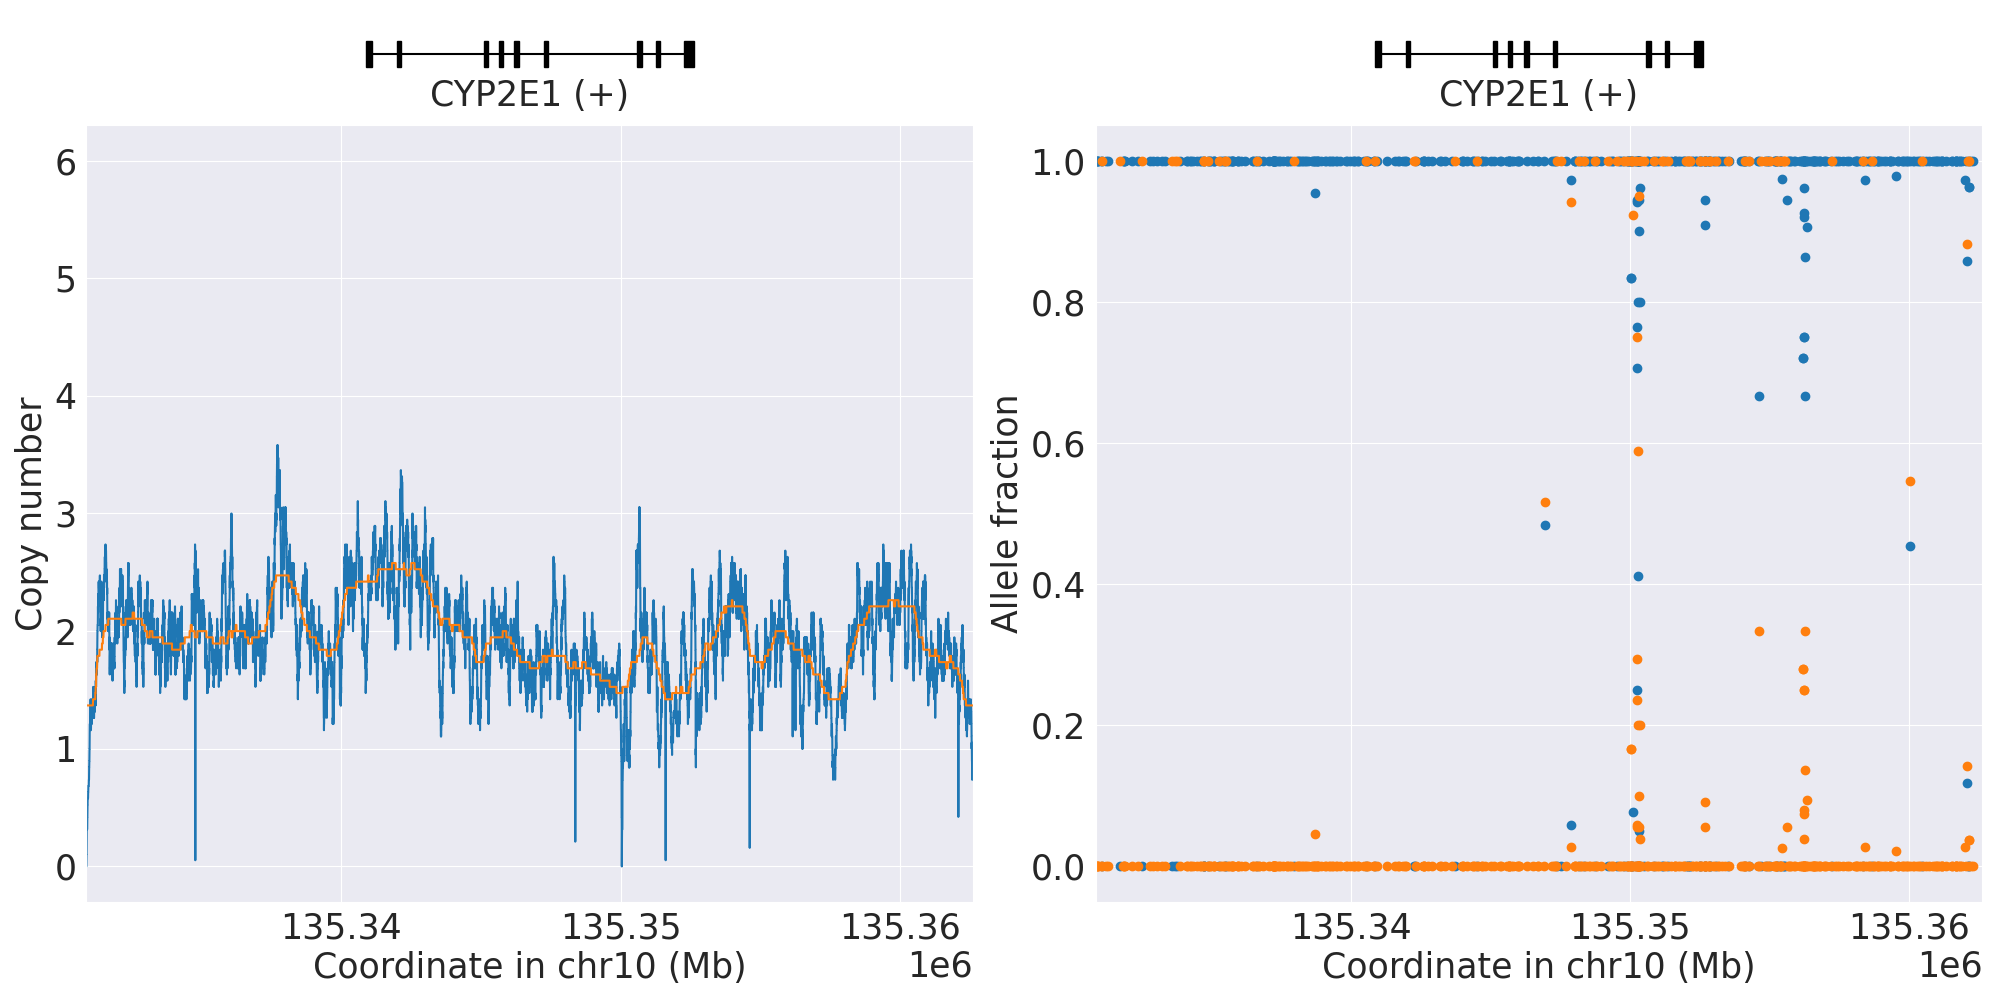 CYP2E1 (+)
CYP2E1 (+)
6
5
4
3
2
1
0
Copy number
135.34
135.35
135.36
Coordinate in chr10 (Mb)
1e6
1.0
0.8
0.6
0.4
0.2
0.0
Allele fraction
135.34
135.35
135.36
Coordinate in chr10 (Mb)
1e6